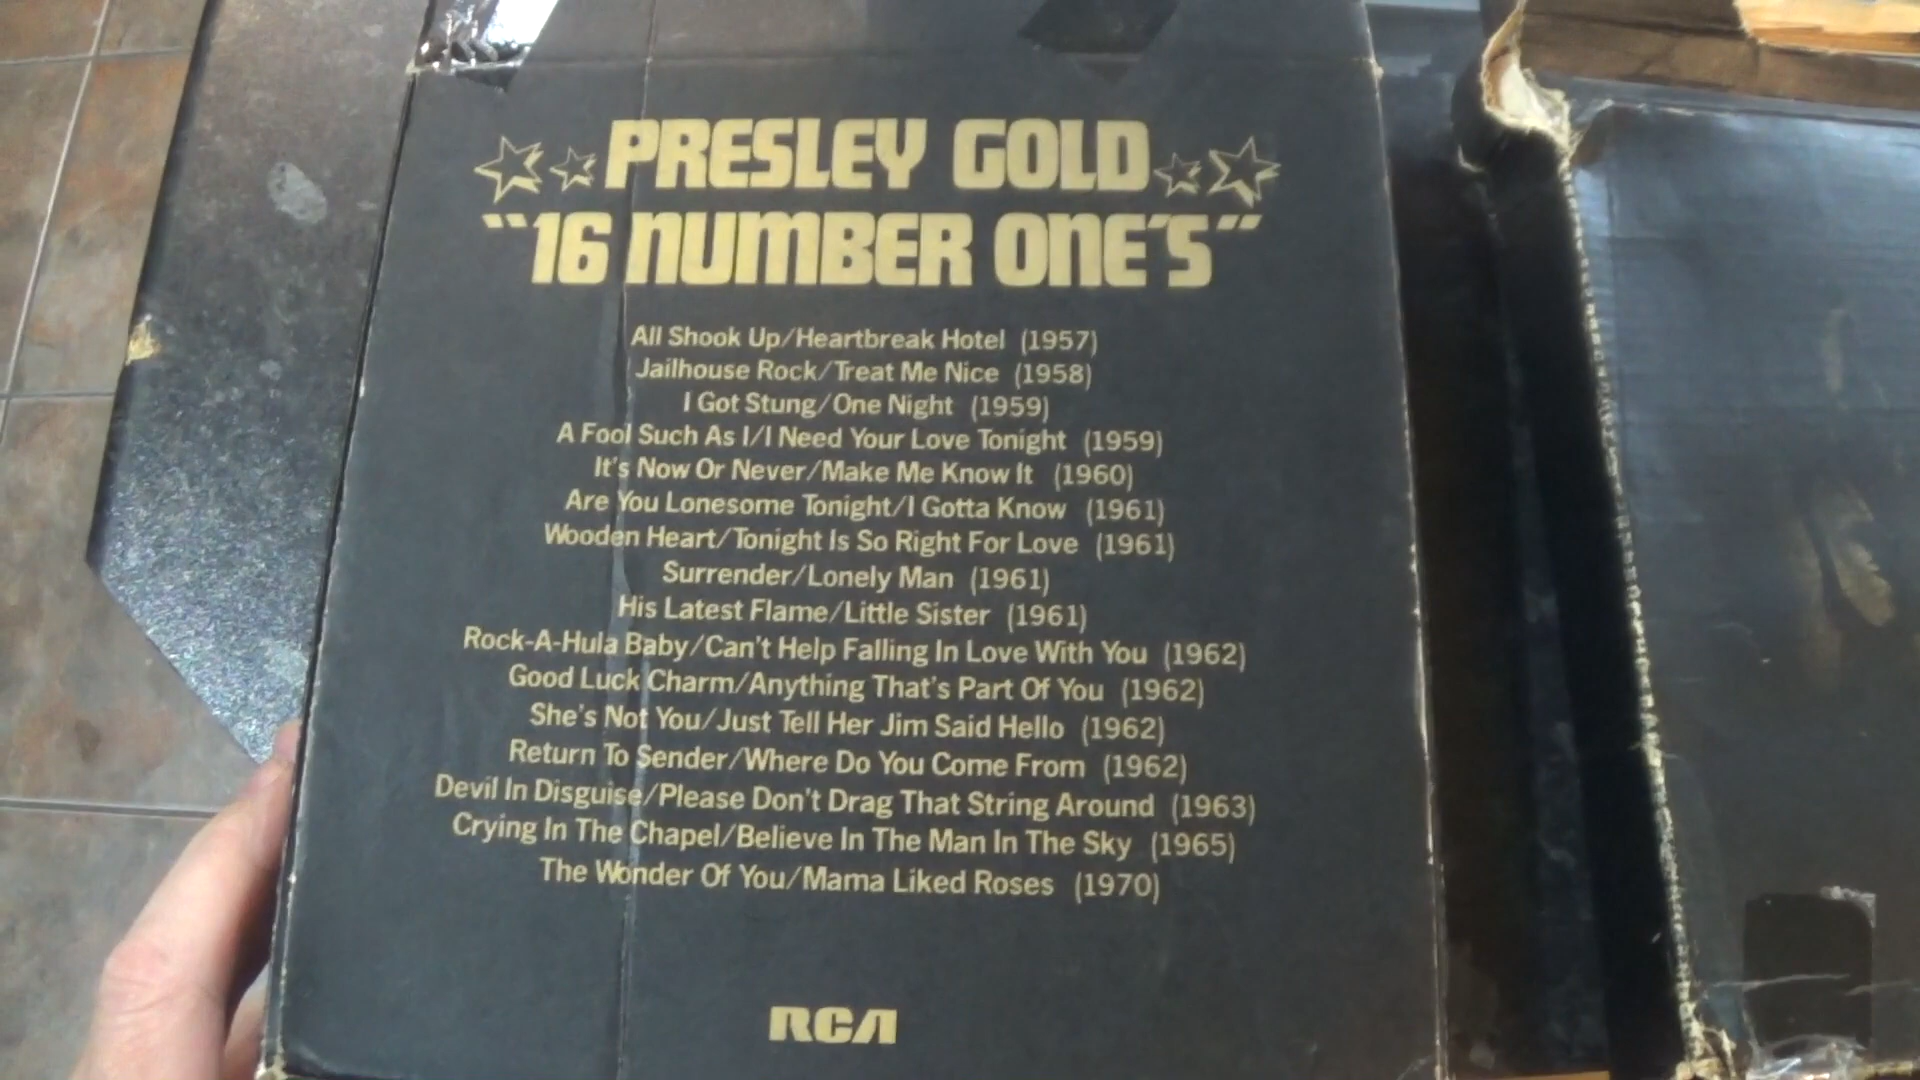 PRESLEY GOLD
"16 NUMBER ONE'S"
All Shook Up/Heartbreak Hotel (1957)
Jailhouse Rock/Treat Me Nice (1958)
I Got Stung/One Night (1959)
A Fool Such As I/I Need Your Love Tonight (1959)
It's Now Or Never/Make Me Know It (1960)
Are You Lonesome Tonight/I Gotta Know (1961)
Wooden Heart/Tonight Is So Right For Love (1961)
Surrender/Lonely Man (1961)
His Latest Flame/Little Sister (1961)
Rock-A-Hula Baby/Can't Help Falling In Love With You (1962)
Good Luck Charm/Anything That's Part Of You (1962)
She's Not You/Just Tell Her Jim Said Hello (1962)
Return To Sender/Where Do You Come From (1962)
Devil In Disguise/Please Don't Drag That String Around (1963)
Crying In The Chapel/Believe In The Man In The Sky (1965)
The Wonder Of You/Mama Liked Roses (1970)
RCA